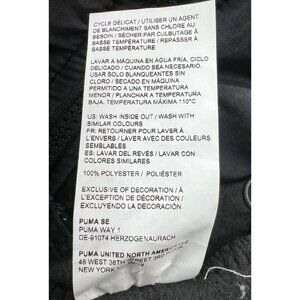 CYCLE DÉLICAT / UTILISER UN AGENT
DE BLANCHIMENT SANS CHLORE AU
BESOIN / SÉCHER PAR CULBUTAGE À
BASSE TEMPÉRATURE / REPASSER À
BASSE TEMPÉRATURE
LAVAR A MÁQUINA EN AGUA FRÍA, CICLO
DELICADO / CUANDO SEA NECESARIO,
USAR SOLO BLANQUEANTES SIN
CLORO / SECADO EN MÁQUINA
PERMITIDO A UNA TEMPERATURA
MENOR / PLANCHAR A TEMPERATURA
BAJA. TEMPERATURA MÁXIMA 110°C
US: WASH INSIDE OUT / WASH WITH
SIMILAR COLOURS
FR: RETOURNER POUR LAVER À
L'ENVERS / LAVER AVEC DES COULEURS
SEMBLABLES
ES: LAVAR DEL REVÉS / LAVAR CON
COLORES SIMILARES
100% POLYESTER / POLIÉSTER
EXCLUSIVE OF DECORATION / À
L'EXCEPTION DE DÉCORATION /
EXCLUYENDO LA DECORACIÓN
PUMA SE
PUMA WAY 1
DE-91074 HERZOGENAURACH
PUMA UNITED NORTH AMERICA
46 WEST 38TH STREET 3RD
NEW YORK